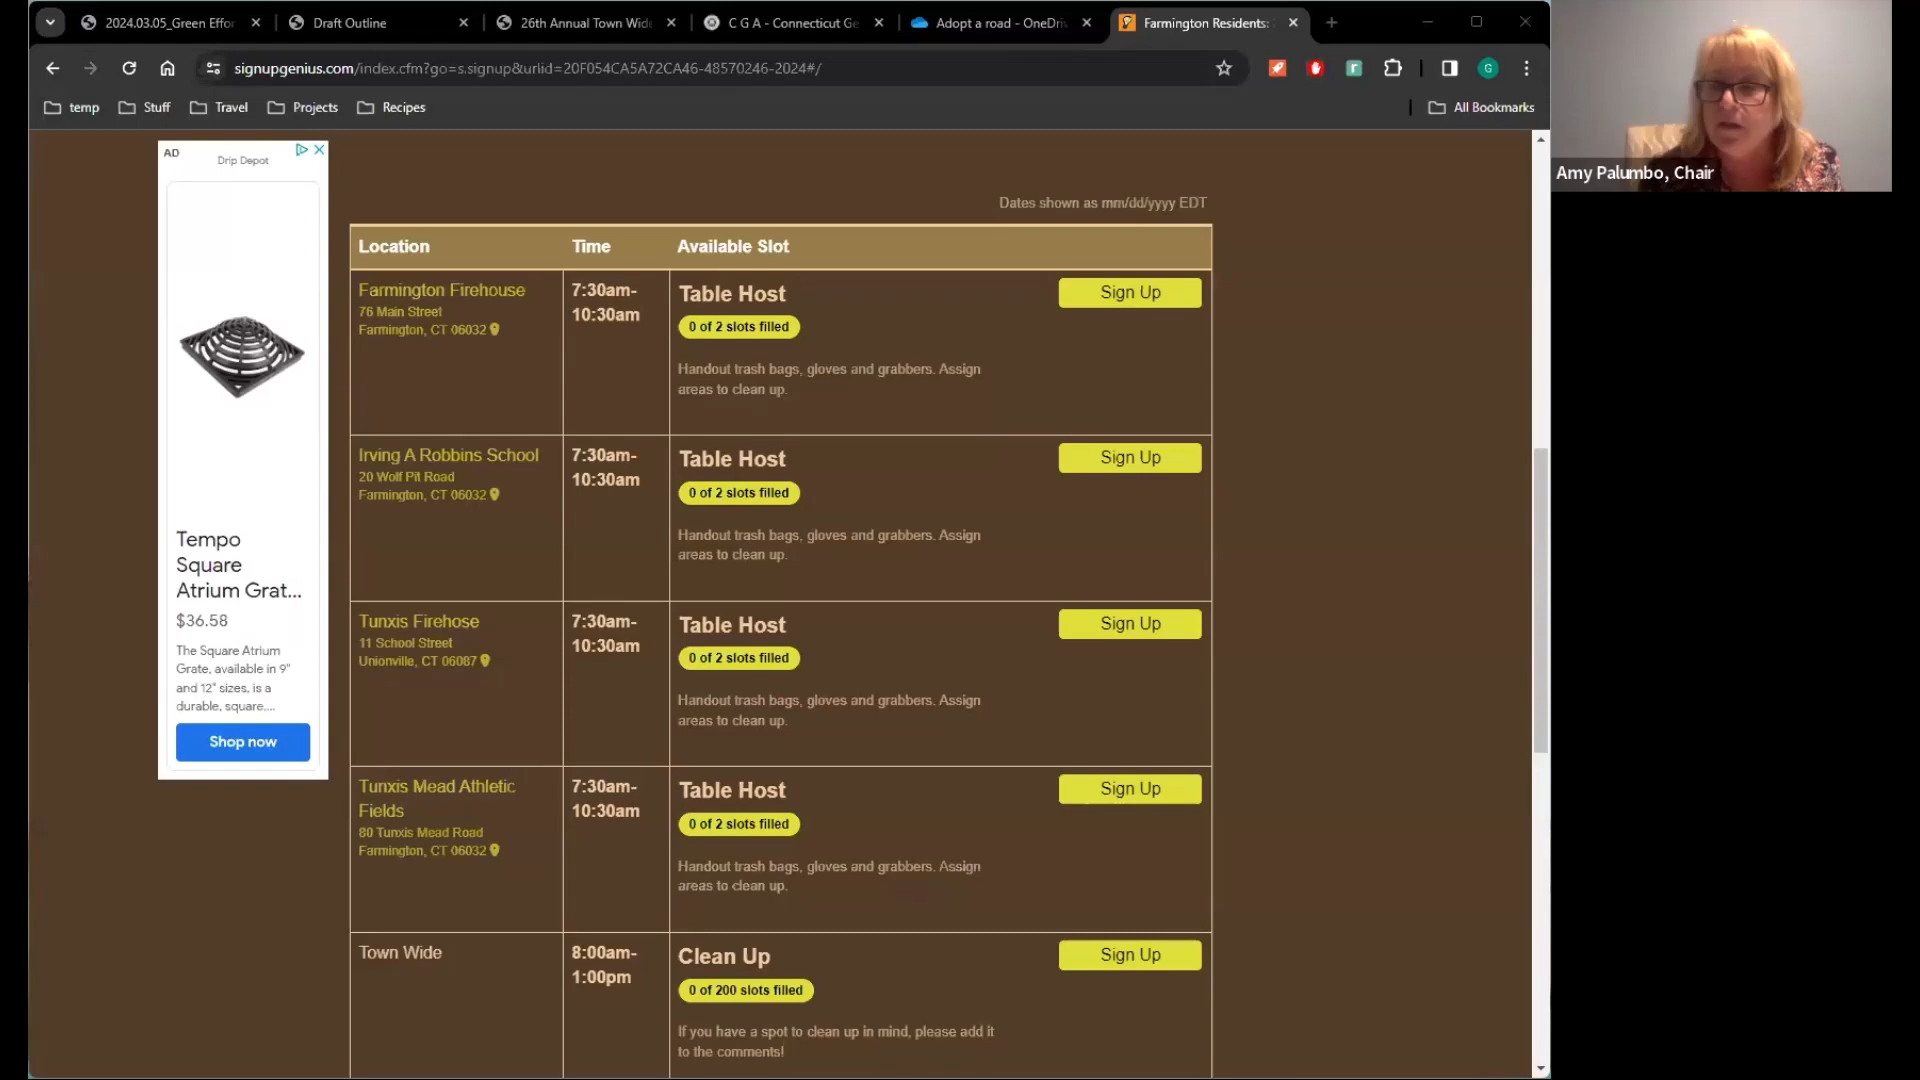 2024.03.05_Green Effor
Draft Outline
26th Annual Town Wide
C G A - Connecticut Ge
Adopt a road - OneDriv
Farmington Residents:
signupgenius.com/index.cfm?go=s.signup&urlid=20F054CA5A72CA46-48570246-2024#/
G
temp
Stuff
Travel
Projects
Recipes
All Bookmarks
AD
Drip Depot
Tempo
Square
Atrium Grat...
$36.58
The Square Atrium
Grate, available in 9"
and 12" sizes, is a
durable, square....
Shop now
Dates shown as mm/dd/yyyy EDT
Location Time Available Slot
Farmington Firehouse
76 Main Street
Farmington, CT 06032
7:30am-
10:30am
Table Host
0 of 2 slots filled
Handout trash bags, gloves and grabbers. Assign
areas to clean up.
Sign Up
Irving A Robbins School
20 Wolf Pit Road
Farmington, CT 06032
7:30am-
10:30am
Table Host
0 of 2 slots filled
Handout trash bags, gloves and grabbers. Assign
areas to clean up.
Sign Up
Tunxis Firehose
11 School Street
Unionville, CT 06087
7:30am-
10:30am
Table Host
0 of 2 slots filled
Handout trash bags, gloves and grabbers. Assign
areas to clean up.
Sign Up
Tunxis Mead Athletic
Fields
80 Tunxis Mead Road
Farmington, CT 06032
7:30am-
10:30am
Table Host
0 of 2 slots filled
Handout trash bags, gloves and grabbers. Assign
areas to clean up.
Sign Up
Town Wide
8:00am-
1:00pm
Clean Up
0 of 200 slots filled
If you have a spot to clean up in mind, please add it
to the comments!
Sign Up
Amy Palumbo, Chair